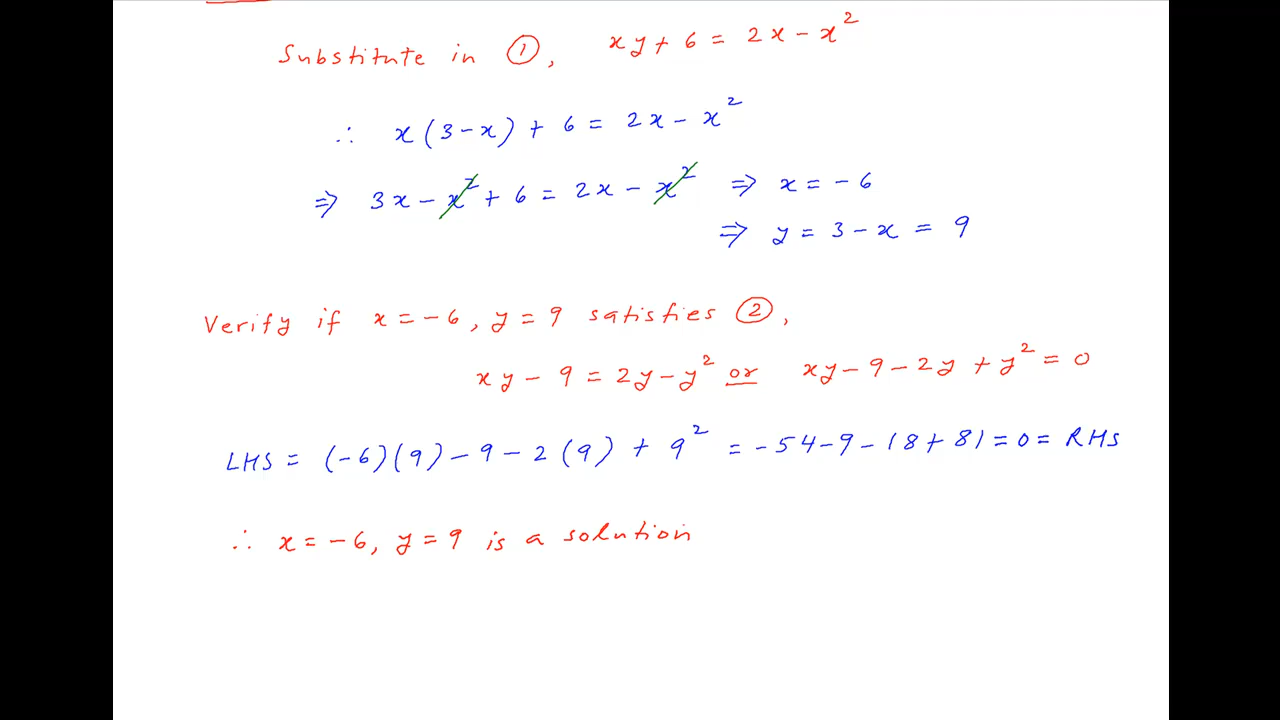 Substitute in ①, xy + 6 = 2x − x²
∴ x(3 − x) + 6 = 2x − x²
⇒ 3x − x² + 6 = 2x − x² ⇒ x = −6
⇒ y = 3 − x = 9
Verify if x = −6, y = 9 satisfies ②,
xy − 9 = 2y − y² or xy − 9 − 2y + y² = 0
LHS = (−6)(9) − 9 − 2(9) + 9² = −54 − 9 − 18 + 81 = 0 = RHS
∴ x = −6, y = 9 is a solution